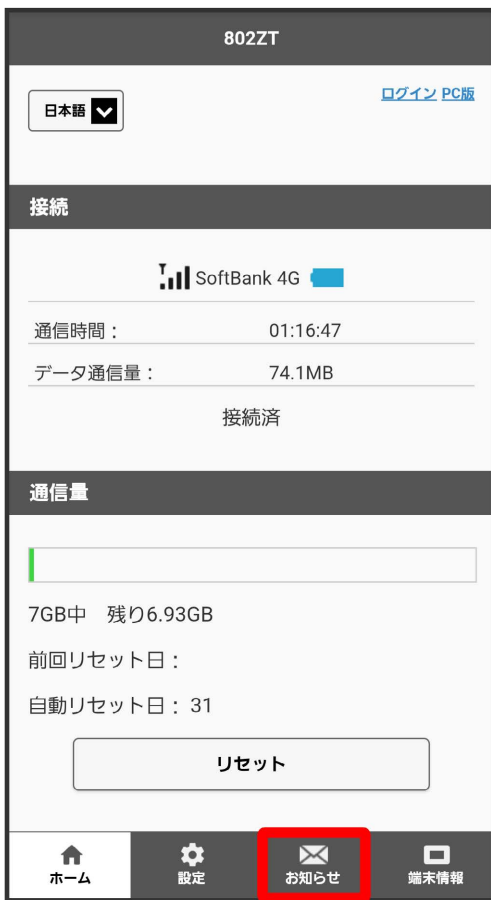 802ZT
日本語
ログイン PC版
接続
SoftBank 4G
通信時間： 01:16:47
データ通信量： 74.1MB
接続済
通信量
7GB中　残り6.93GB
前回リセット日：
自動リセット日：31
リセット
ホーム 設定 お知らせ 端末情報